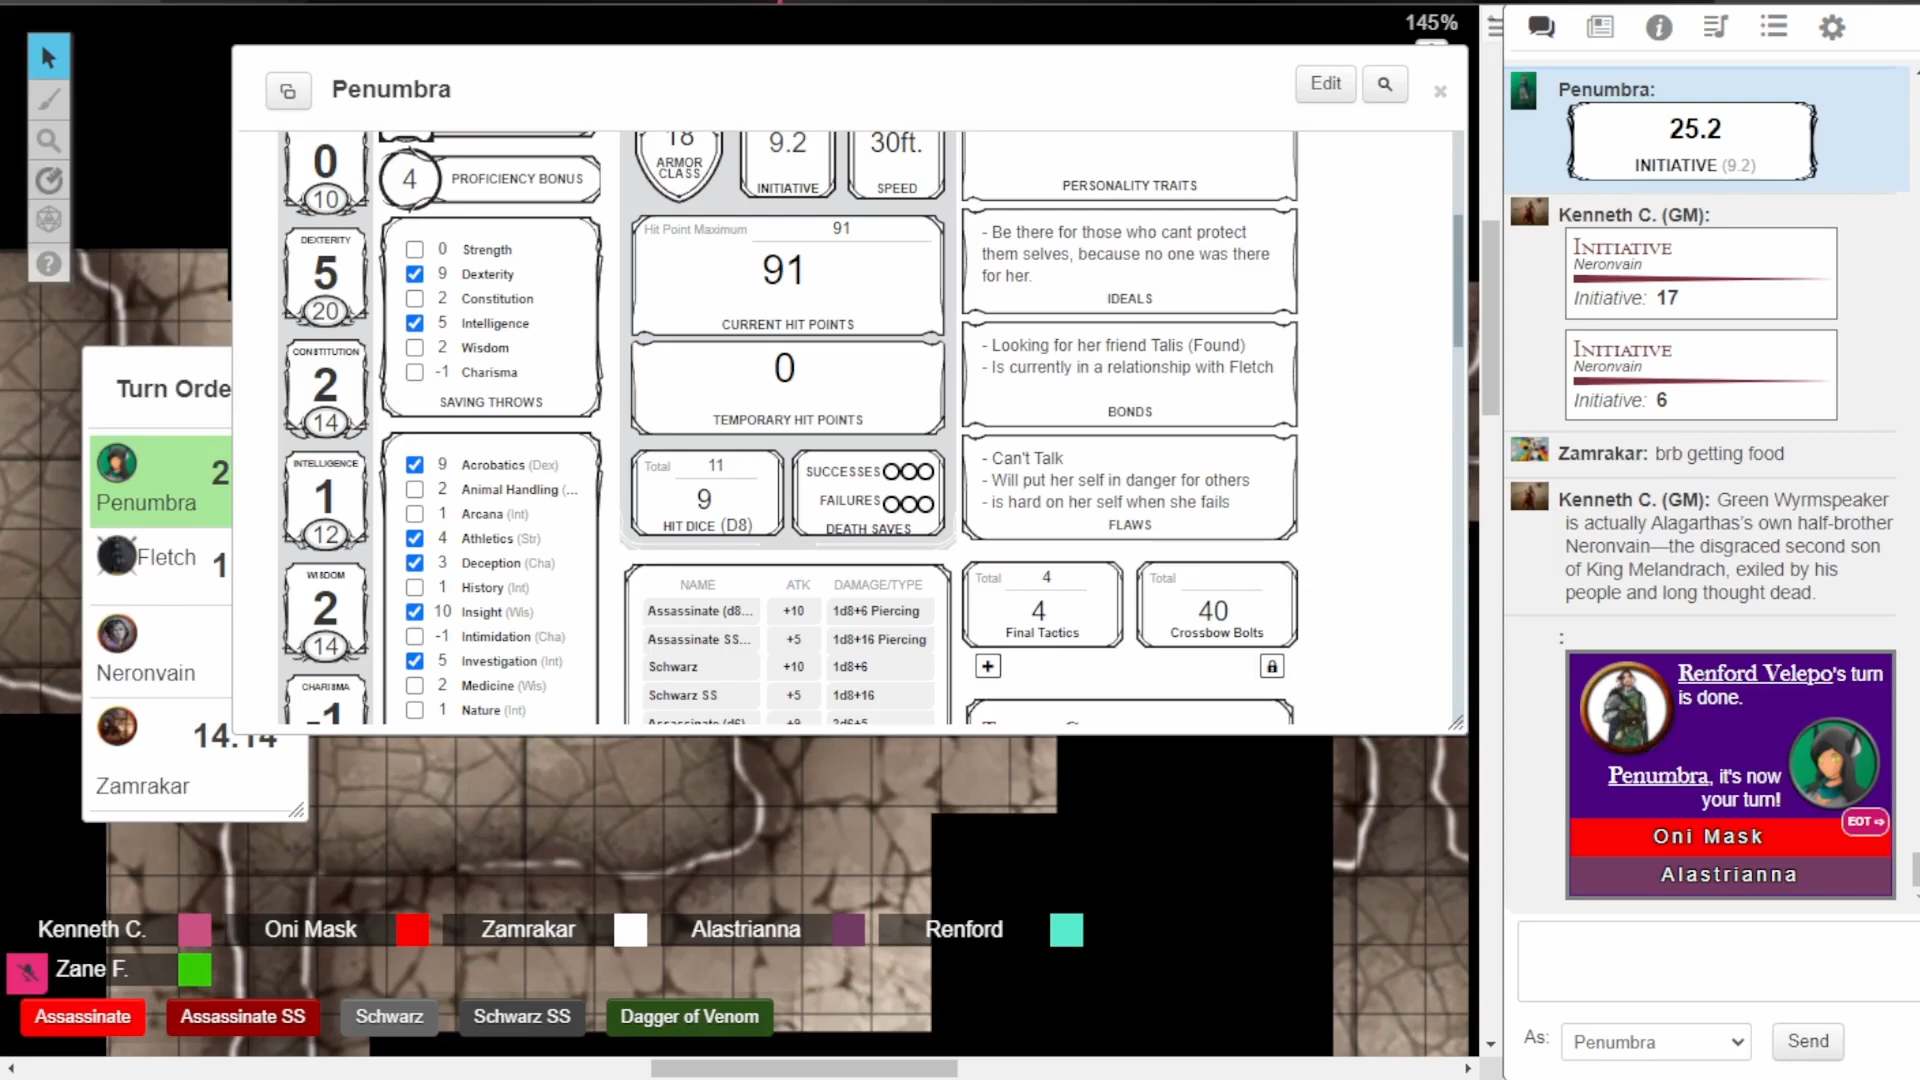 145%
Penumbra
Edit
0
10
4
PROFICIENCY BONUS
18
ARMOR
CLASS
9.2
INITIATIVE
30ft.
SPEED
PERSONALITY TRAITS
DEXTERITY
5
20
CONSTITUTION
2
14
INTELLIGENCE
1
12
WISDOM
2
14
CHARISMA
-1
0 Strength
9 Dexterity
2 Constitution
5 Intelligence
2 Wisdom
-1 Charisma
SAVING THROWS
9 Acrobatics (Dex)
2 Animal Handling (...
1 Arcana (Int)
4 Athletics (Str)
3 Deception (Cha)
1 History (Int)
10 Insight (Wis)
-1 Intimidation (Cha)
5 Investigation (Int)
2 Medicine (Wis)
1 Nature (Int)
Hit Point Maximum 91
91
CURRENT HIT POINTS
0
TEMPORARY HIT POINTS
Total 11
9
HIT DICE (D8)
SUCCESSES
FAILURES
DEATH SAVES
NAME ATK DAMAGE/TYPE
Assassinate (d8... +10 1d8+6 Piercing
Assassinate SS... +5 1d8+16 Piercing
Schwarz +10 1d8+6
Schwarz SS +5 1d8+16
Assassinate (d6) +9 2d6+5
- Be there for those who cant protect
them selves, because no one was there
for her.
IDEALS
- Looking for her friend Talis (Found)
- Is currently in a relationship with Fletch
BONDS
- Can't Talk
- Will put her self in danger for others
- is hard on her self when she fails
FLAWS
Total 4
4
Final Tactics
Total
40
Crossbow Bolts
+
Turn Orde
Penumbra 2
Fletch 1
Neronvain
14.14
Zamrakar
Kenneth C.
Oni Mask
Zamrakar
Alastrianna
Renford
Zane F.
Assassinate
Assassinate SS
Schwarz
Schwarz SS
Dagger of Venom
Penumbra:
25.2
INITIATIVE (9.2)
Kenneth C. (GM):
INITIATIVE
Neronvain
Initiative: 17
INITIATIVE
Neronvain
Initiative: 6
Zamrakar: brb getting food
Kenneth C. (GM): Green Wyrmspeaker
is actually Alagarthas's own half-brother
Neronvain—the disgraced second son
of King Melandrach, exiled by his
people and long thought dead.
:
Renford Velepo's turn
is done.
Penumbra, it's now
your turn!
EOT ⇨
Oni Mask
Alastrianna
As:
Penumbra
Send